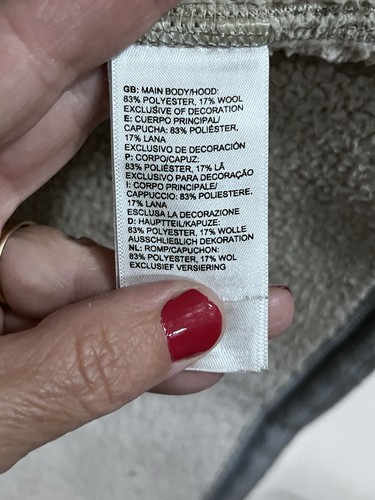 GB: MAIN BODY/HOOD:
83% POLYESTER, 17% WOOL
EXCLUSIVE OF DECORATION
E: CUERPO PRINCIPAL/
CAPUCHA: 83% POLIÉSTER,
17% LANA
EXCLUSIVO DE DECORACIÓN
P: CORPO/CAPUZ:
83% POLIÉSTER, 17% LÃ
EXCLUSIVO PARA DECORAÇÃO
I: CORPO PRINCIPALE/
CAPPUCCIO: 83% POLIESTERE,
17% LANA
ESCLUSA LA DECORAZIONE
D: HAUPTTEIL/KAPUTZE:
83% POLYESTER, 17% WOLLE
AUSSCHLIEßLICH DEKORATION
NL: ROMP/CAPUCHON:
83% POLYESTER, 17% WOL
EXCLUSIEF VERSIERING